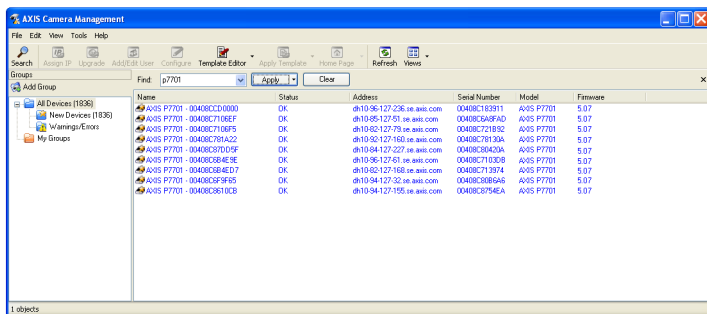 AXIS Camera Management
File Edit View Tools Help
Search Assign IP Upgrade Add/Edit User Configure Template Editor Apply Template Home Page Refresh Views
Groups
Find: p7701 Apply Clear
Add Group
Name Status Address Serial Number Model Firmware
All Devices (1836)
New Devices (1836)
Warnings/Errors
My Groups
AXIS P7701 - 00408CCD0000 OK dh10-96-127-236.se.axis.com 00408C183911 AXIS P7701 5.07
AXIS P7701 - 00408C7106EF OK dh10-85-127-51.se.axis.com 00408C6A8FAD AXIS P7701 5.07
AXIS P7701 - 00408C7106F5 OK dh10-82-127-79.se.axis.com 00408C721B92 AXIS P7701 5.07
AXIS P7701 - 00408C781A22 OK dh10-92-127-160.se.axis.com 00408C78130A AXIS P7701 5.07
AXIS P7701 - 00408C87DD5F OK dh10-84-127-227.se.axis.com 00408C80420A AXIS P7701 5.07
AXIS P7701 - 00408C6B4E9E OK dh10-96-127-61.se.axis.com 00408C7103DB AXIS P7701 5.07
AXIS P7701 - 00408C6B4ED7 OK dh10-82-127-168.se.axis.com 00408C713974 AXIS P7701 5.07
AXIS P7701 - 00408C6F9F65 OK dh10-94-127-32.se.axis.com 00408C80B6A6 AXIS P7701 5.07
AXIS P7701 - 00408C8610CB OK dh10-94-127-155.se.axis.com 00408C8754EA AXIS P7701 5.07
1 objects